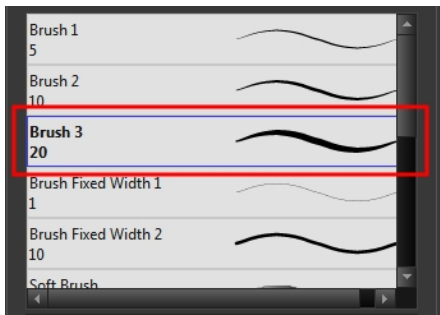 Brush 1
5
Brush 2
10
Brush 3
20
Brush Fixed Width 1
1
Brush Fixed Width 2
10
Soft Brush